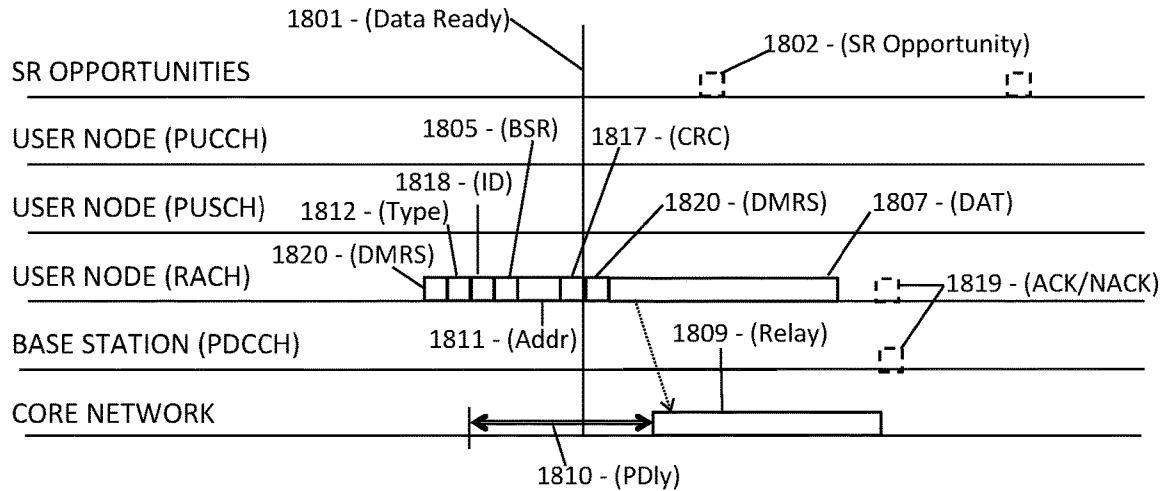 1801 - (Data Ready)
1802 - (SR Opportunity)
SR OPPORTUNITIES
1805 - (BSR)
1817 - (CRC)
USER NODE (PUCCH)
1818 - (ID)
USER NODE (PUSCH)
1812 - (Type)
1820 - (DMRS)
1807 - (DAT)
1820 - (DMRS)
USER NODE (RACH)
1819 - (ACK/NACK)
1811 - (Addr)
1809 - (Relay)
BASE STATION (PDCCH)
CORE NETWORK
1810 - (PDly)